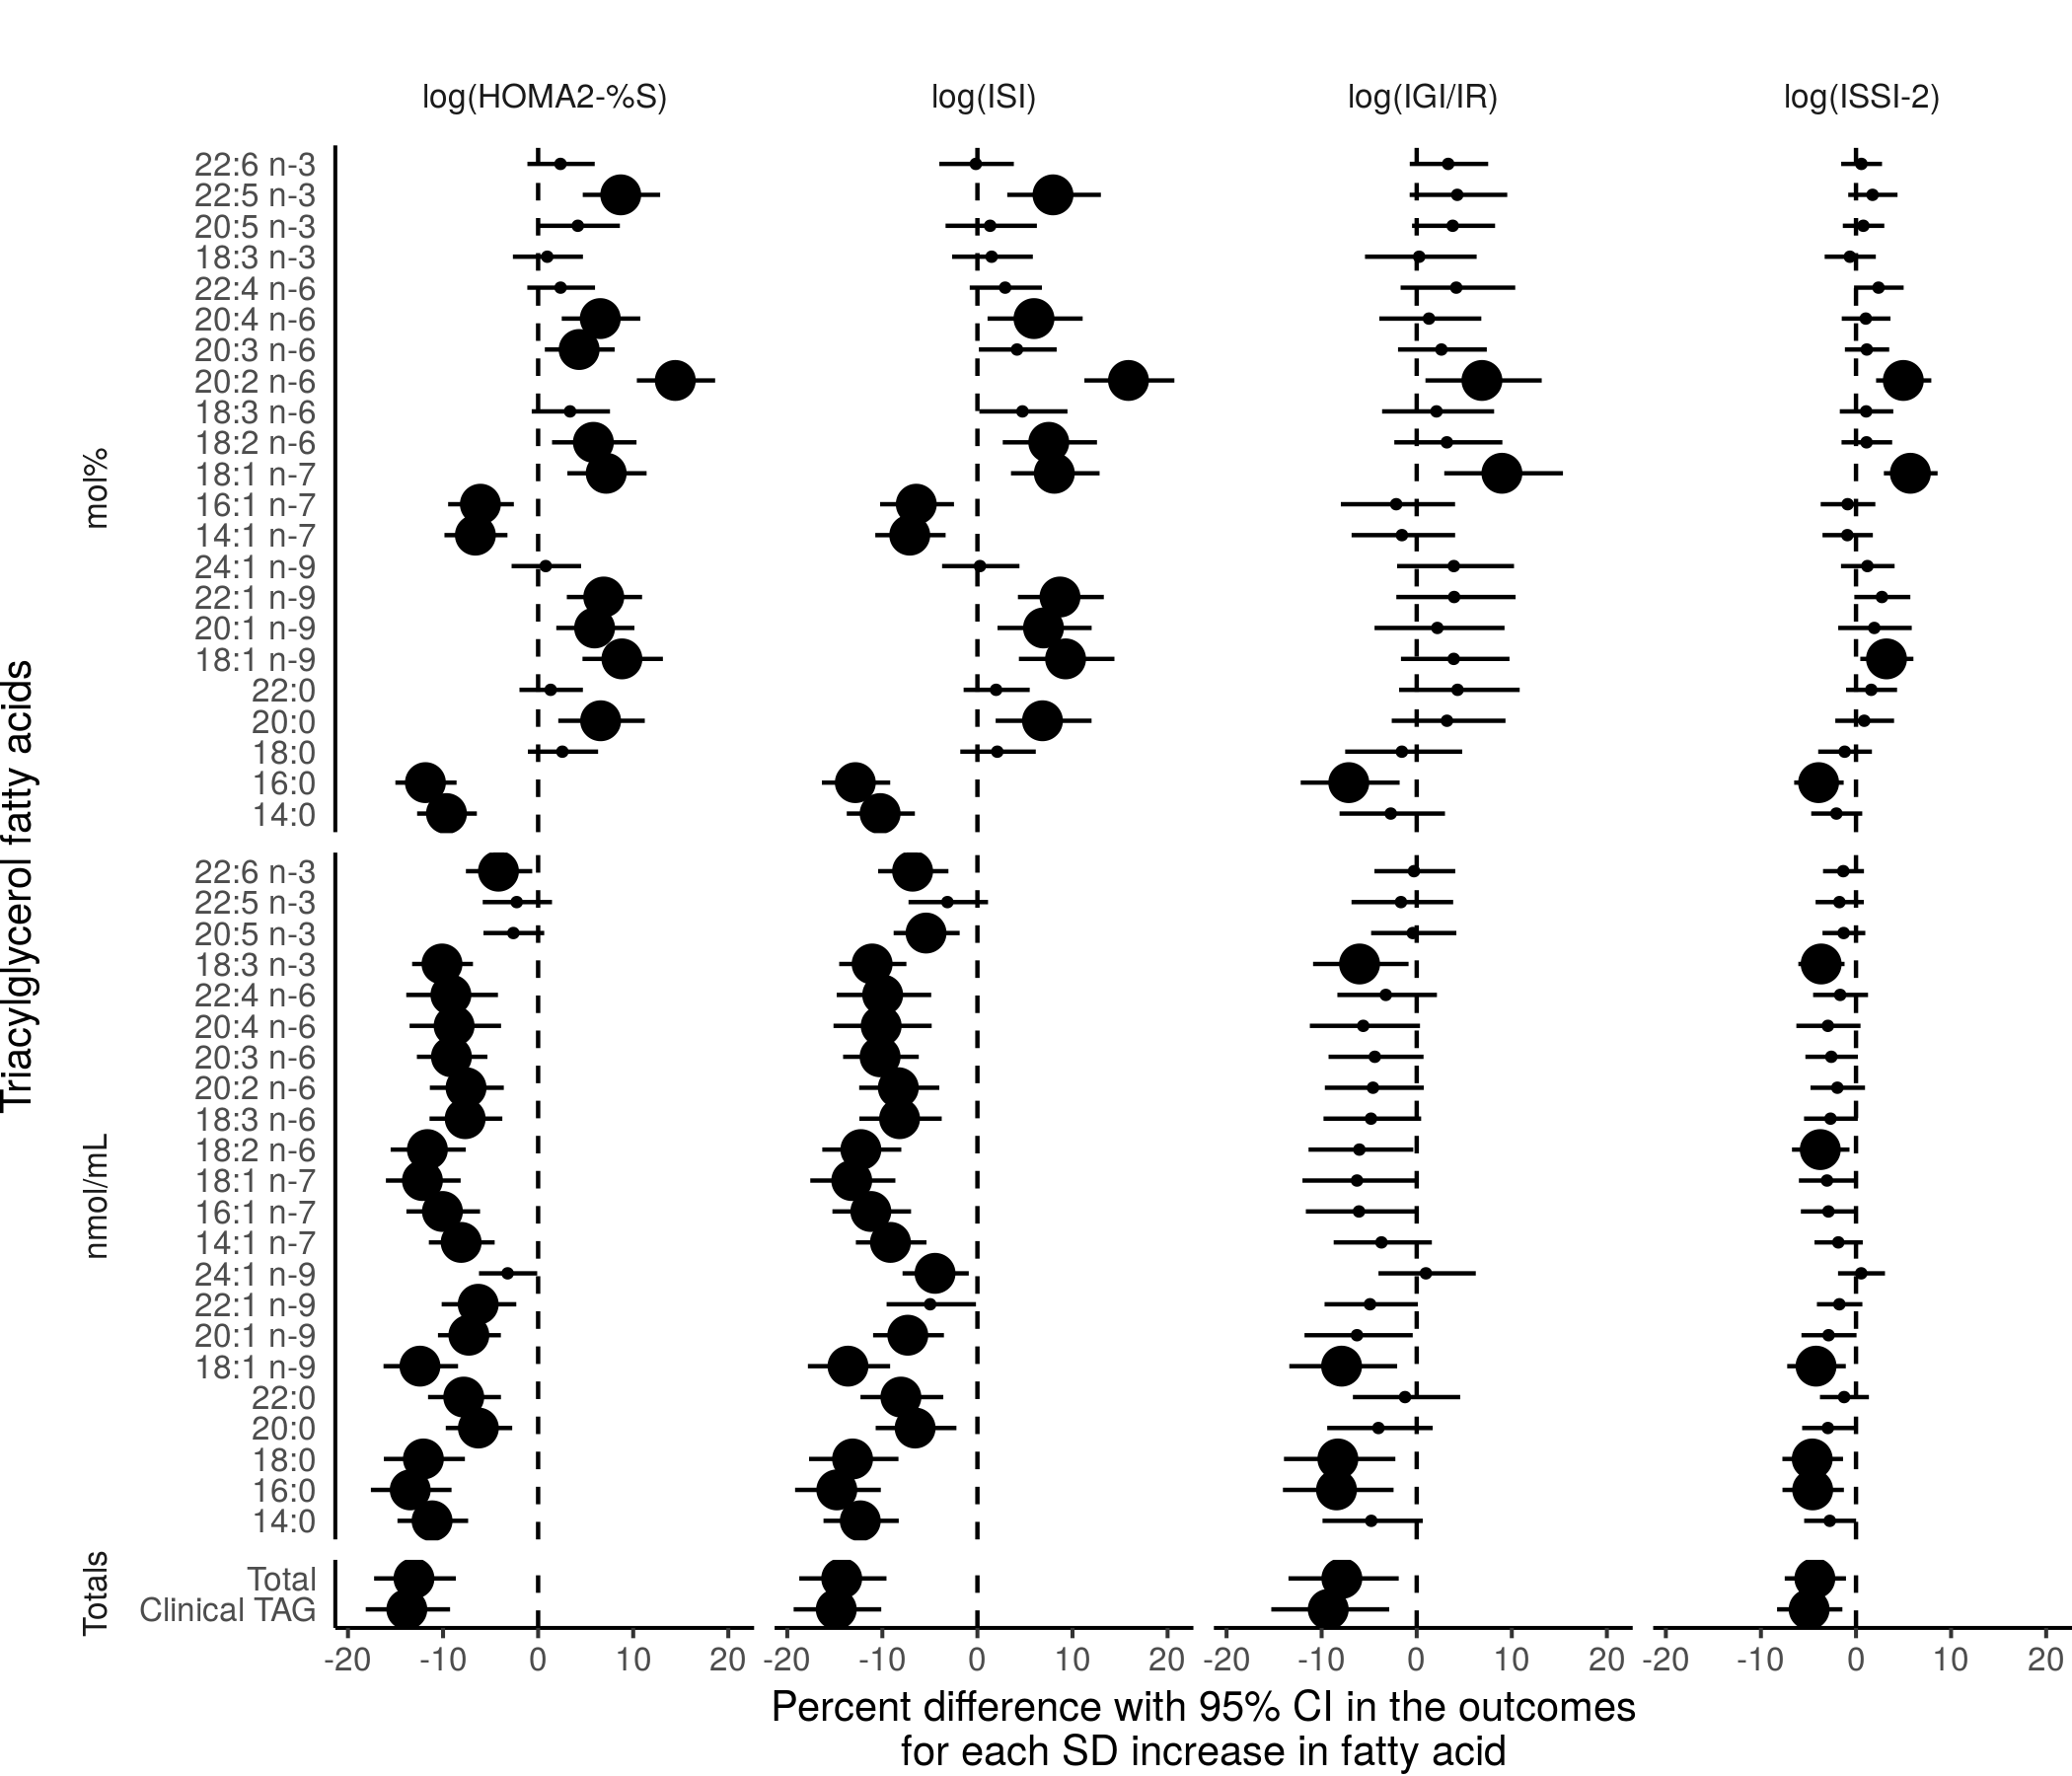 log(HOMA2-%S) log(ISI) log(IGI/IR) log(ISSI-2)
Triacylglycerol fatty acids
mol%
22:6 n-3
22:5 n-3
20:5 n-3
18:3 n-3
22:4 n-6
20:4 n-6
20:3 n-6
20:2 n-6
18:3 n-6
18:2 n-6
18:1 n-7
16:1 n-7
14:1 n-7
24:1 n-9
22:1 n-9
20:1 n-9
18:1 n-9
22:0
20:0
18:0
16:0
14:0
nmol/mL
22:6 n-3
22:5 n-3
20:5 n-3
18:3 n-3
22:4 n-6
20:4 n-6
20:3 n-6
20:2 n-6
18:3 n-6
18:2 n-6
18:1 n-7
16:1 n-7
14:1 n-7
24:1 n-9
22:1 n-9
20:1 n-9
18:1 n-9
22:0
20:0
18:0
16:0
14:0
Totals
Total
Clinical TAG
-20 -10 0 10 20 -20 -10 0 10 20 -20 -10 0 10 20 -20 -10 0 10 20
Percent difference with 95% CI in the outcomes
for each SD increase in fatty acid